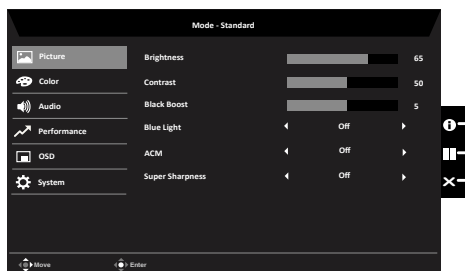 Mode - Standard
Picture
Brightness 65
Color
Contrast 50
Audio
Black Boost 5
Performance
Blue Light Off
OSD
ACM Off
System
Super Sharpness Off
Move Enter